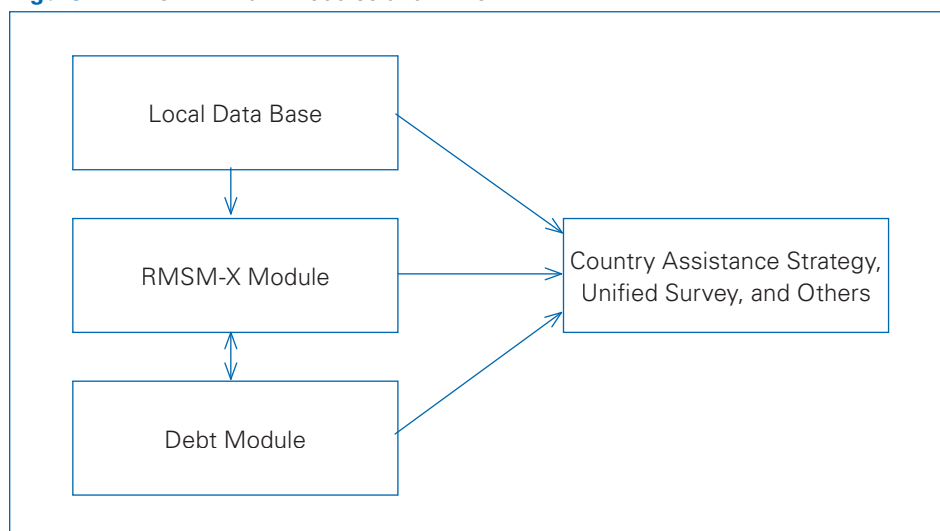 Local Data Base
RMSM-X Module
Country Assistance Strategy,
Unified Survey, and Others
Debt Module